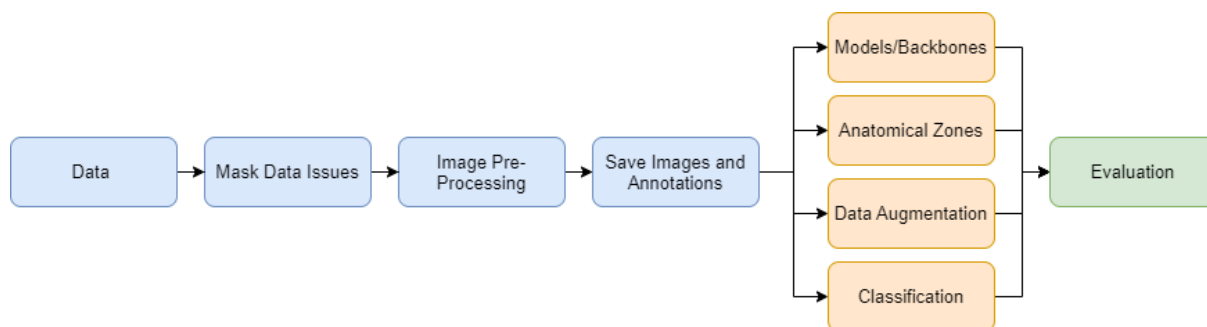 Data
Mask Data Issues
Image Pre-
Processing
Save Images and
Annotations
Models/Backbones
Anatomical Zones
Data Augmentation
Classification
Evaluation